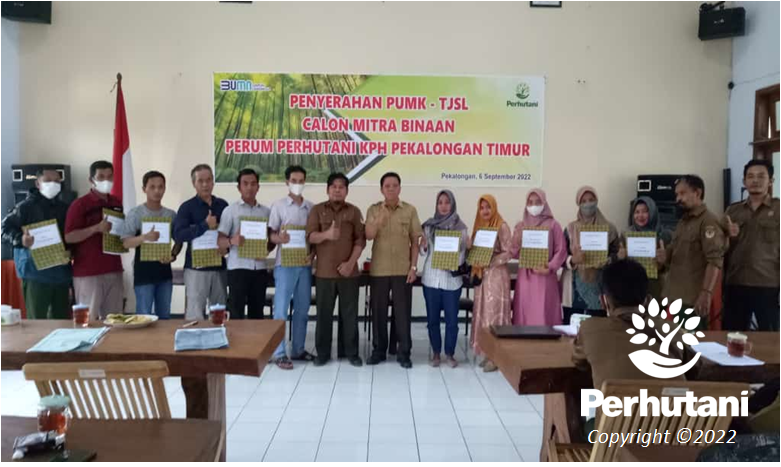 BUMN
Perhutani
PENYERAHAN PUMK - TJSL
CALON MITRA BINAAN
PERUM PERHUTANI KPH PEKALONGAN TIMUR
Pekalongan, 6 September 2022
Perhutani
Copyright ©2022